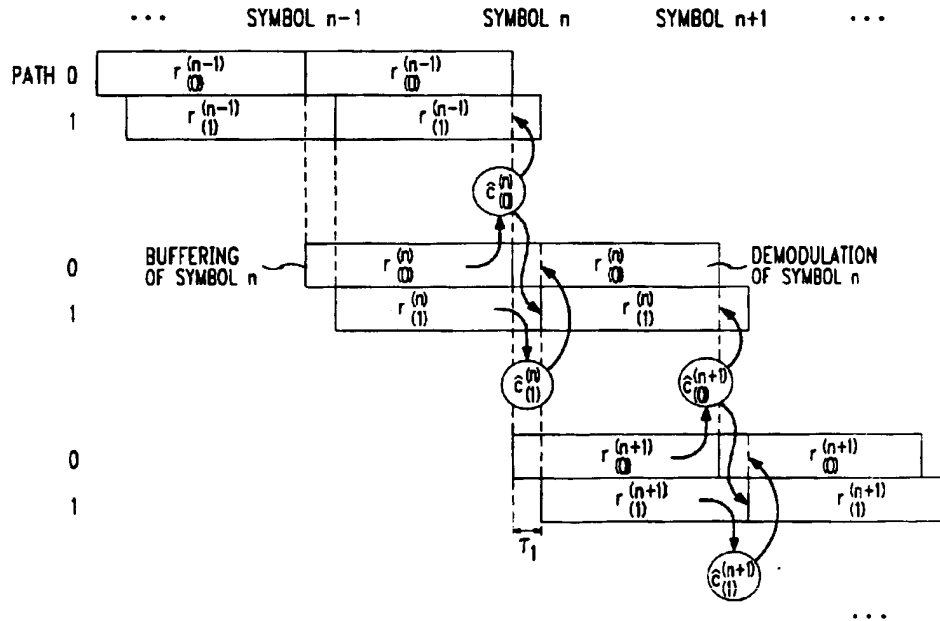 ... SYMBOL n-1 SYMBOL n SYMBOL n+1 ...
PATH 0 r (n-1) (0) r (n-1) (0)
1 r (n-1) (1) r (n-1) (1)
ĉ (n) (0)
BUFFERING OF SYMBOL n
0 r (n) (0) r (n) (0)
DEMODULATION OF SYMBOL n
1 r (n) (1) r (n) (1)
ĉ (n) (1) ĉ (n+1) (0)
0 r (n+1) (0) r (n+1) (0)
1 r (n+1) (1) r (n+1) (1)
τ1
ĉ (n+1) (1)
...